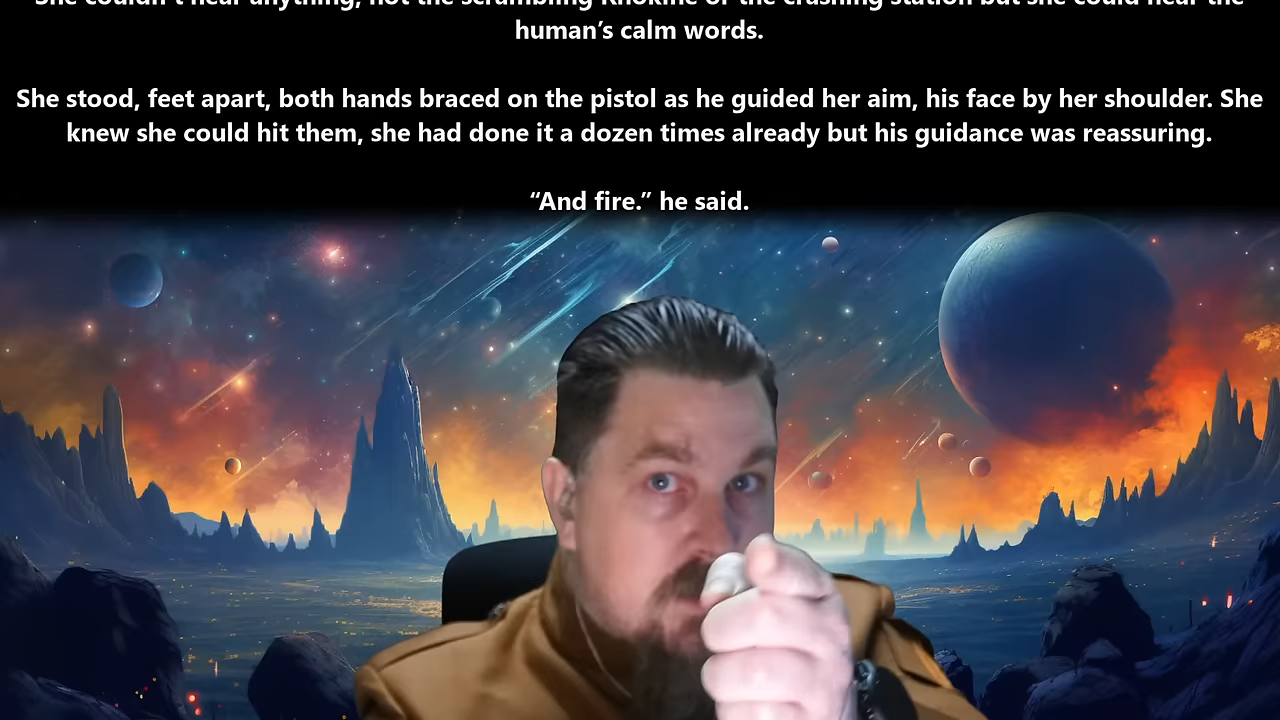 She couldn't hear anything, not the scrambling or the crushing station but she could hear the
human’s calm words.
She stood, feet apart, both hands braced on the pistol as he guided her aim, his face by her shoulder. She
knew she could hit them, she had done it a dozen times already but his guidance was reassuring.
“And fire.” he said.